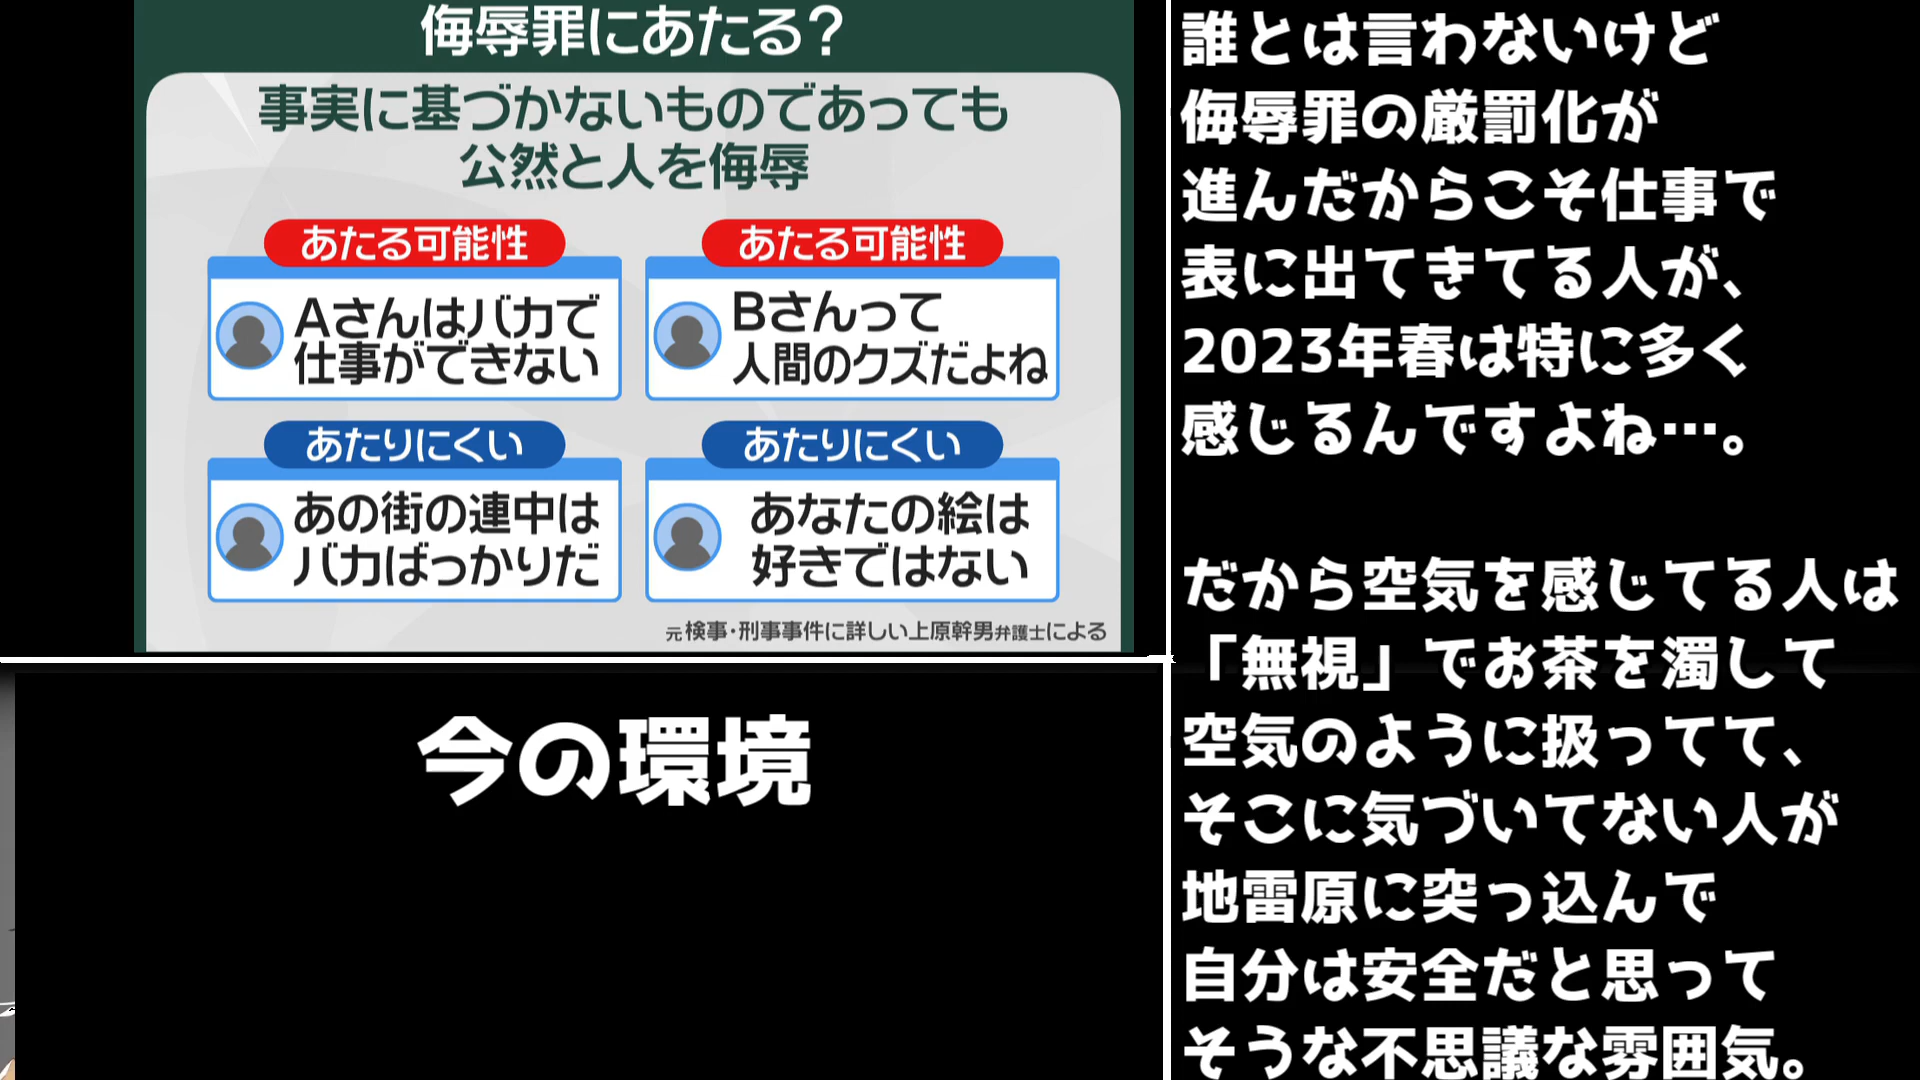 侮辱罪にあたる?
事実に基づかないものであっても
公然と人を侮辱
あたる可能性
Aさんはバカで
仕事ができない
あたる可能性
Bさんって
人間のクズだよね
あたりにくい
あの街の連中は
バカばっかりだ
あたりにくい
あなたの絵は
好きではない
元検事・刑事事件に詳しい上原幹男弁護士による
今の環境
誰とは言わないけど
侮辱罪の厳罰化が
進んだからこそ仕事で
表に出てきてる人が、
2023年春は特に多く
感じるんですよね…。
だから空気を感じてる人は
「無視」でお茶を濁して
空気のように扱ってて、
そこに気づいてない人が
地雷原に突っ込んで
自分は安全だと思って
そうな不思議な雰囲気。